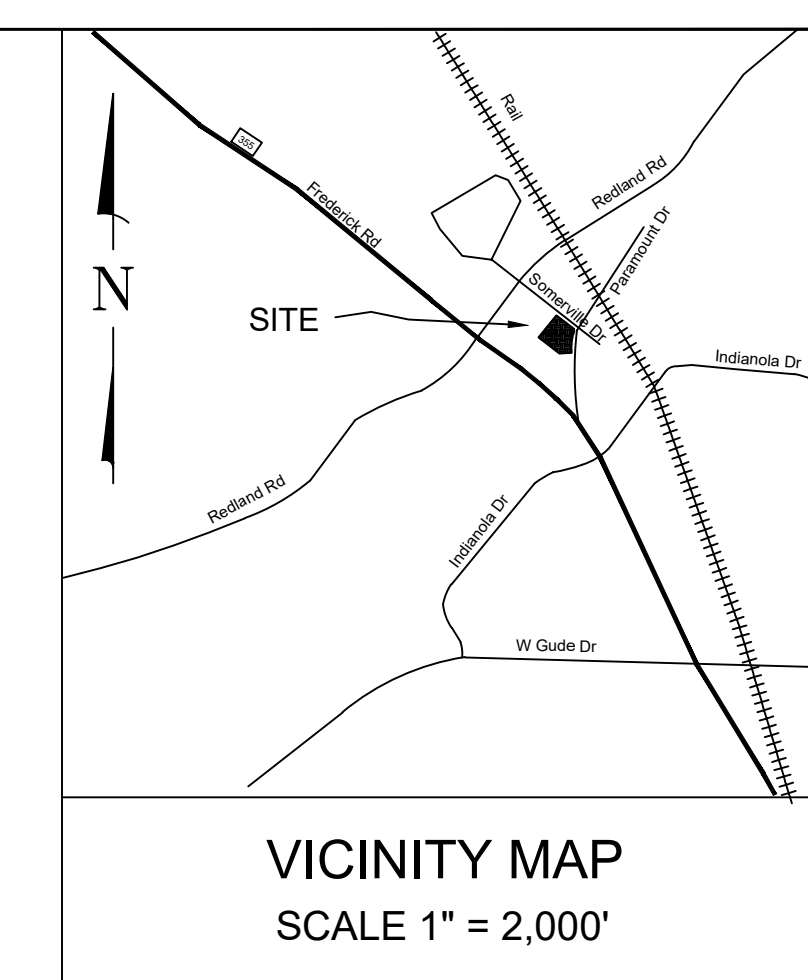 Rail
355
Redland Rd
Frederick Rd
Paramount Dr
N
Somerville Dr
SITE
Indianola Dr
Redland Rd
Indianola Dr
W Gude Dr
VICINITY MAP
SCALE 1" = 2,000'